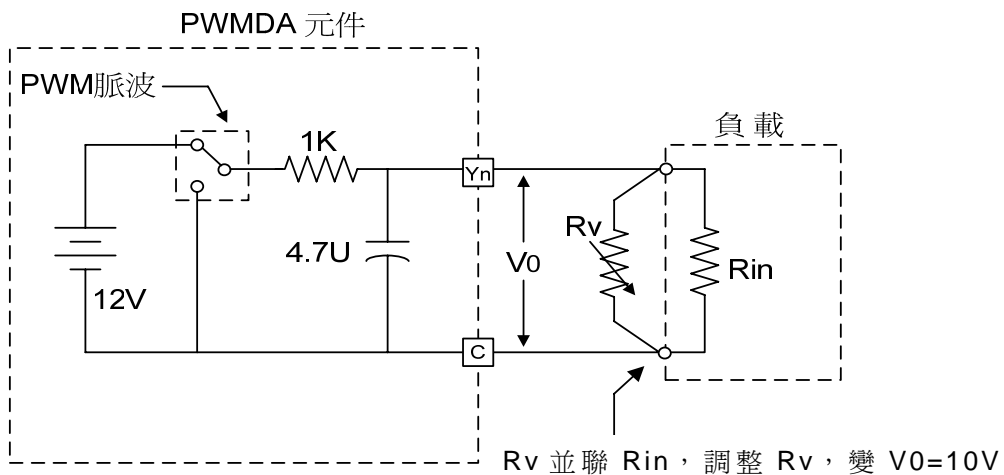 PWMDA 元件
PWM脈波
1K
Yn
負載
4.7U
V0
Rv
Rin
12V
C
Rv 並聯 Rin，調整 Rv，變 V0=10V